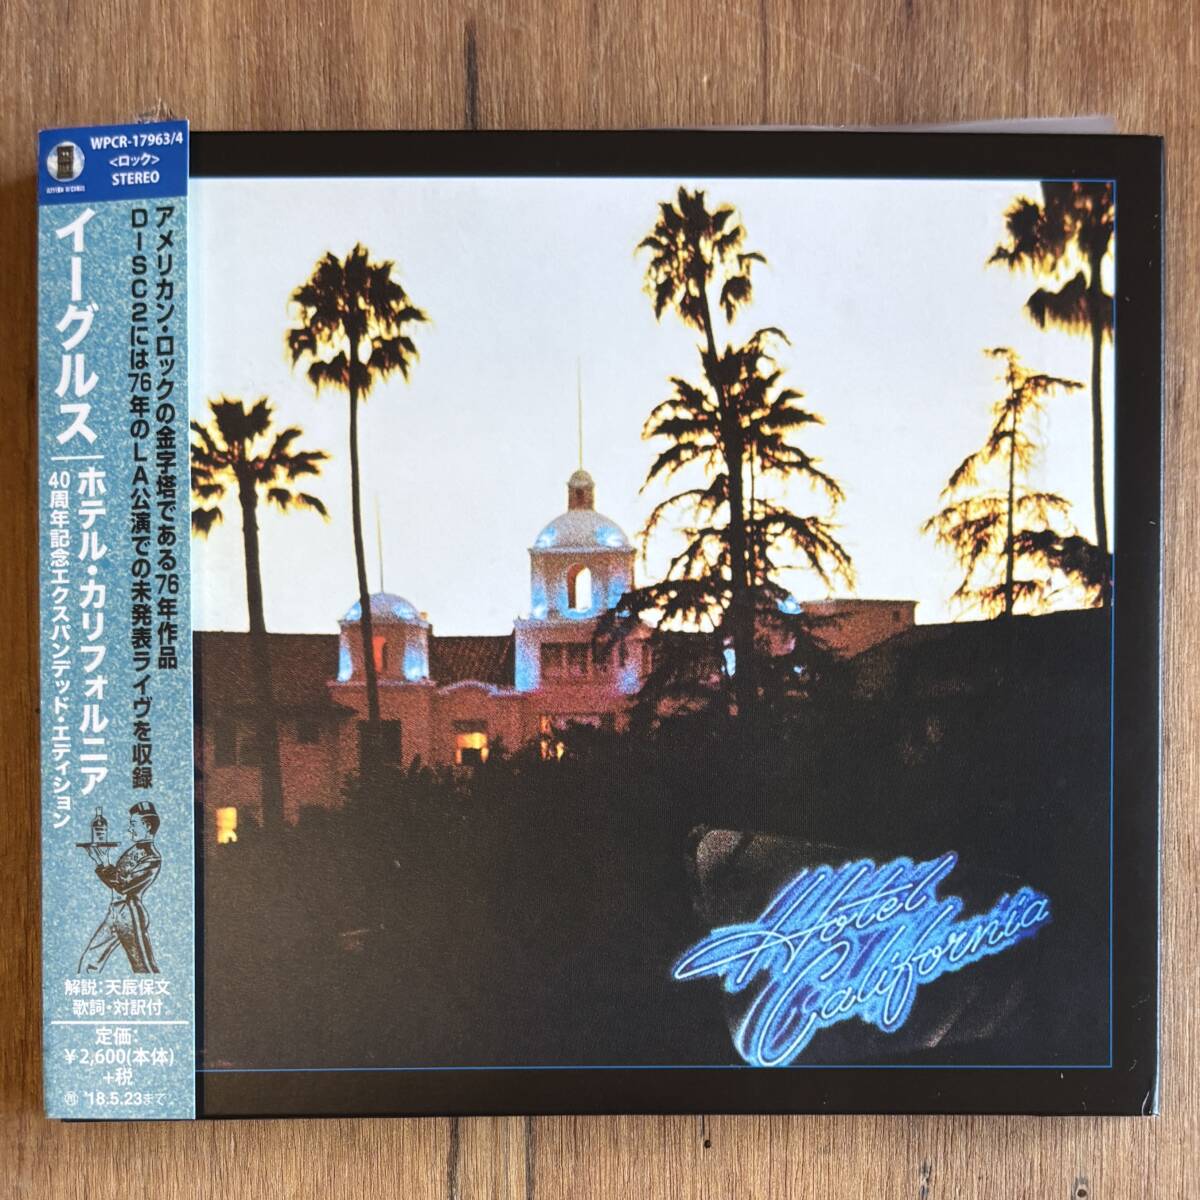 WPCR-17963/4
<ロック>
STEREO
アメリカン・ロックの金字塔である76年作品
DISC2には76年のLA公演での未発表ライヴを収録
イーグルス
ホテル・カリフォルニア
40周年記念エクスパンデッド・エディション
解説:天辰保文
歌詞・対訳付
定価:
¥2,600(本体)
+税
'18.5.23まで
Hotel
California